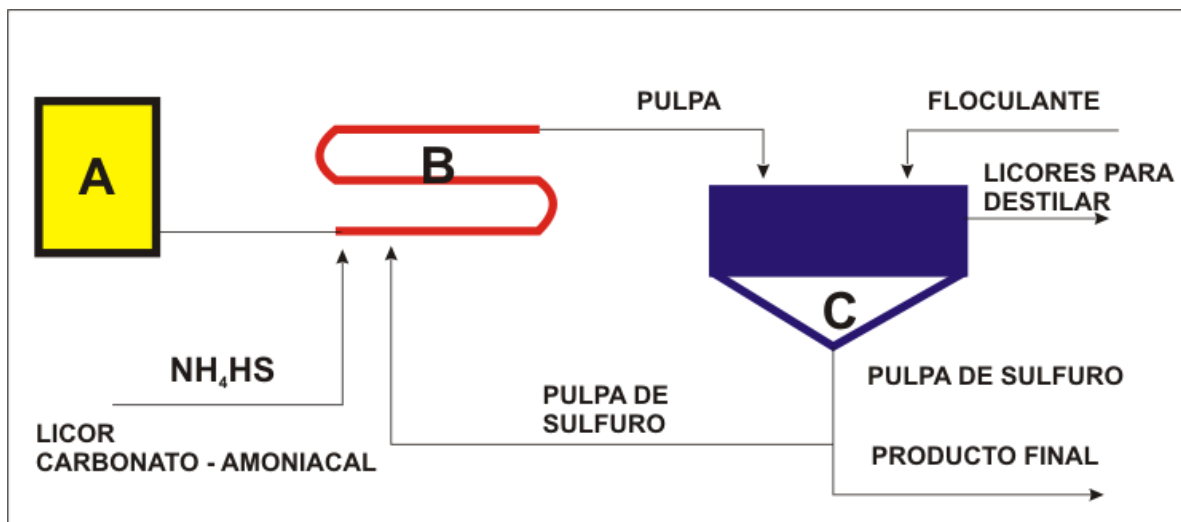 PULPA
FLOCULANTE
A
B
LICORES PARA
DESTILAR
C
NH₄HS
PULPA DE
SULFURO
PULPA DE SULFURO
LICOR
CARBONATO - AMONIACAL
PRODUCTO FINAL